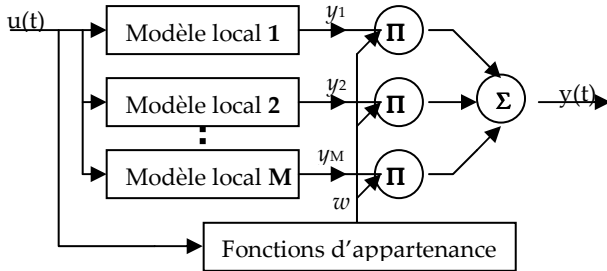 u(t)
Modèle local 1
y1
Π
Modèle local 2
y2
Π
Σ
y(t)
Modèle local M
yM
Π
w
Fonctions d'appartenance